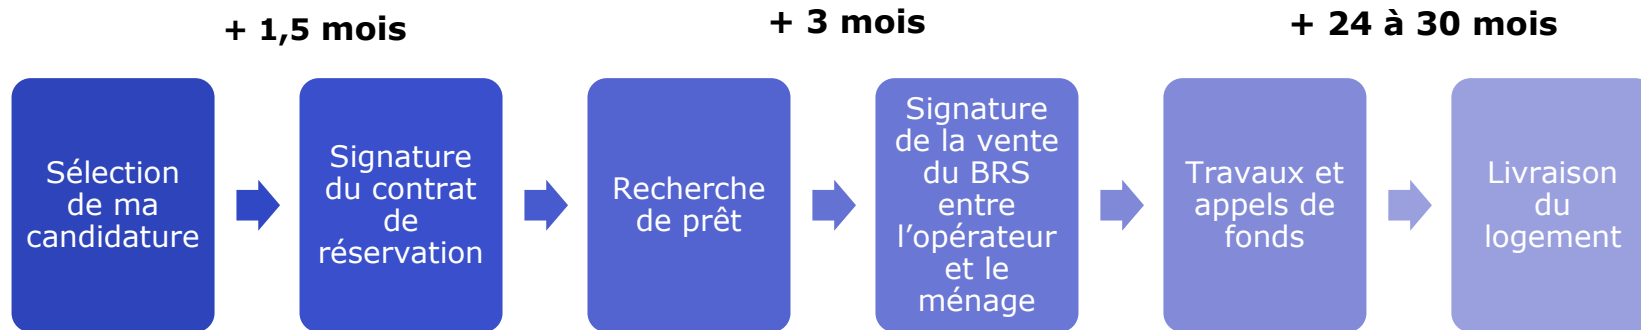 + 1,5 mois
+ 3 mois
+ 24 à 30 mois
Sélection
de ma
candidature
Signature
du contrat
de
réservation
Recherche
de prêt
Signature
de la vente
du BRS
entre
l’opérateur
et le
ménage
Travaux et
appels de
fonds
Livraison
du
logement